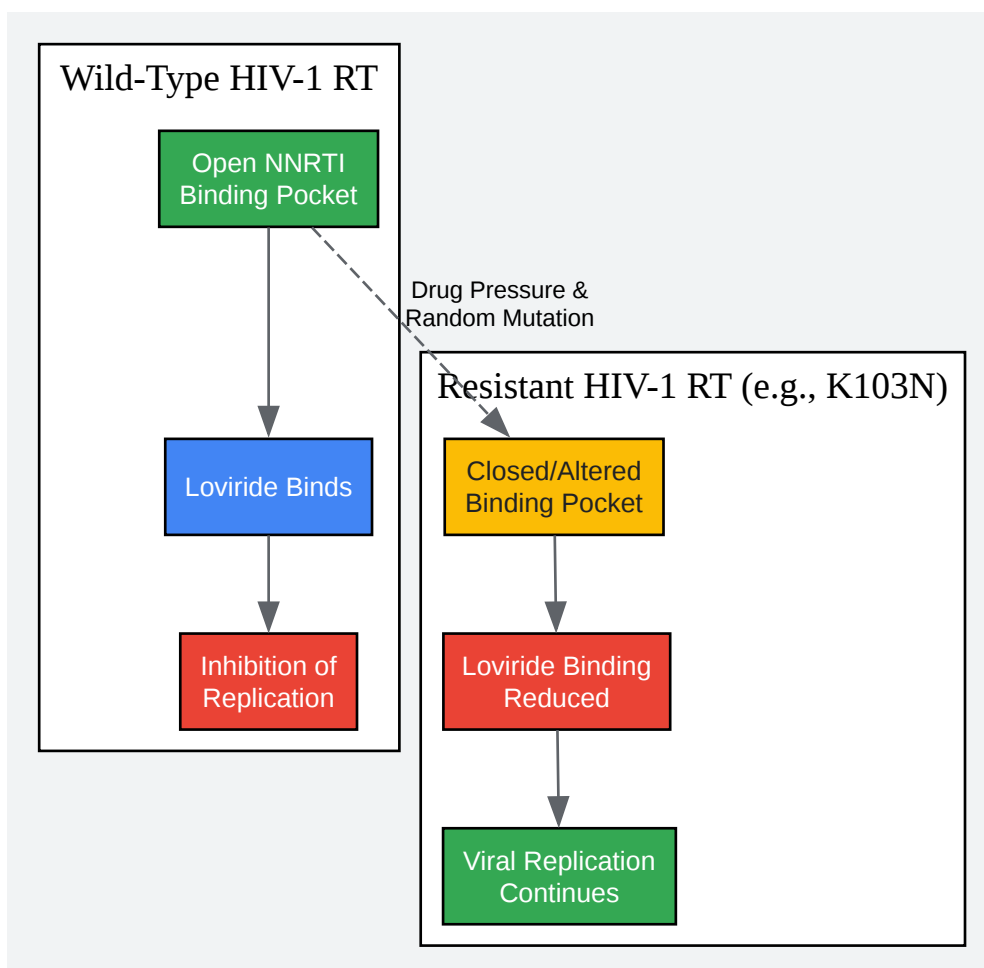 Wild-Type HIV-1 RT
Open NNRTI
Binding Pocket
Drug Pressure &
Random Mutation
Resistant HIV-1 RT (e.g., K103N)
Loviride Binds
Closed/Altered
Binding Pocket
Inhibition of
Replication
Loviride Binding
Reduced
Viral Replication
Continues